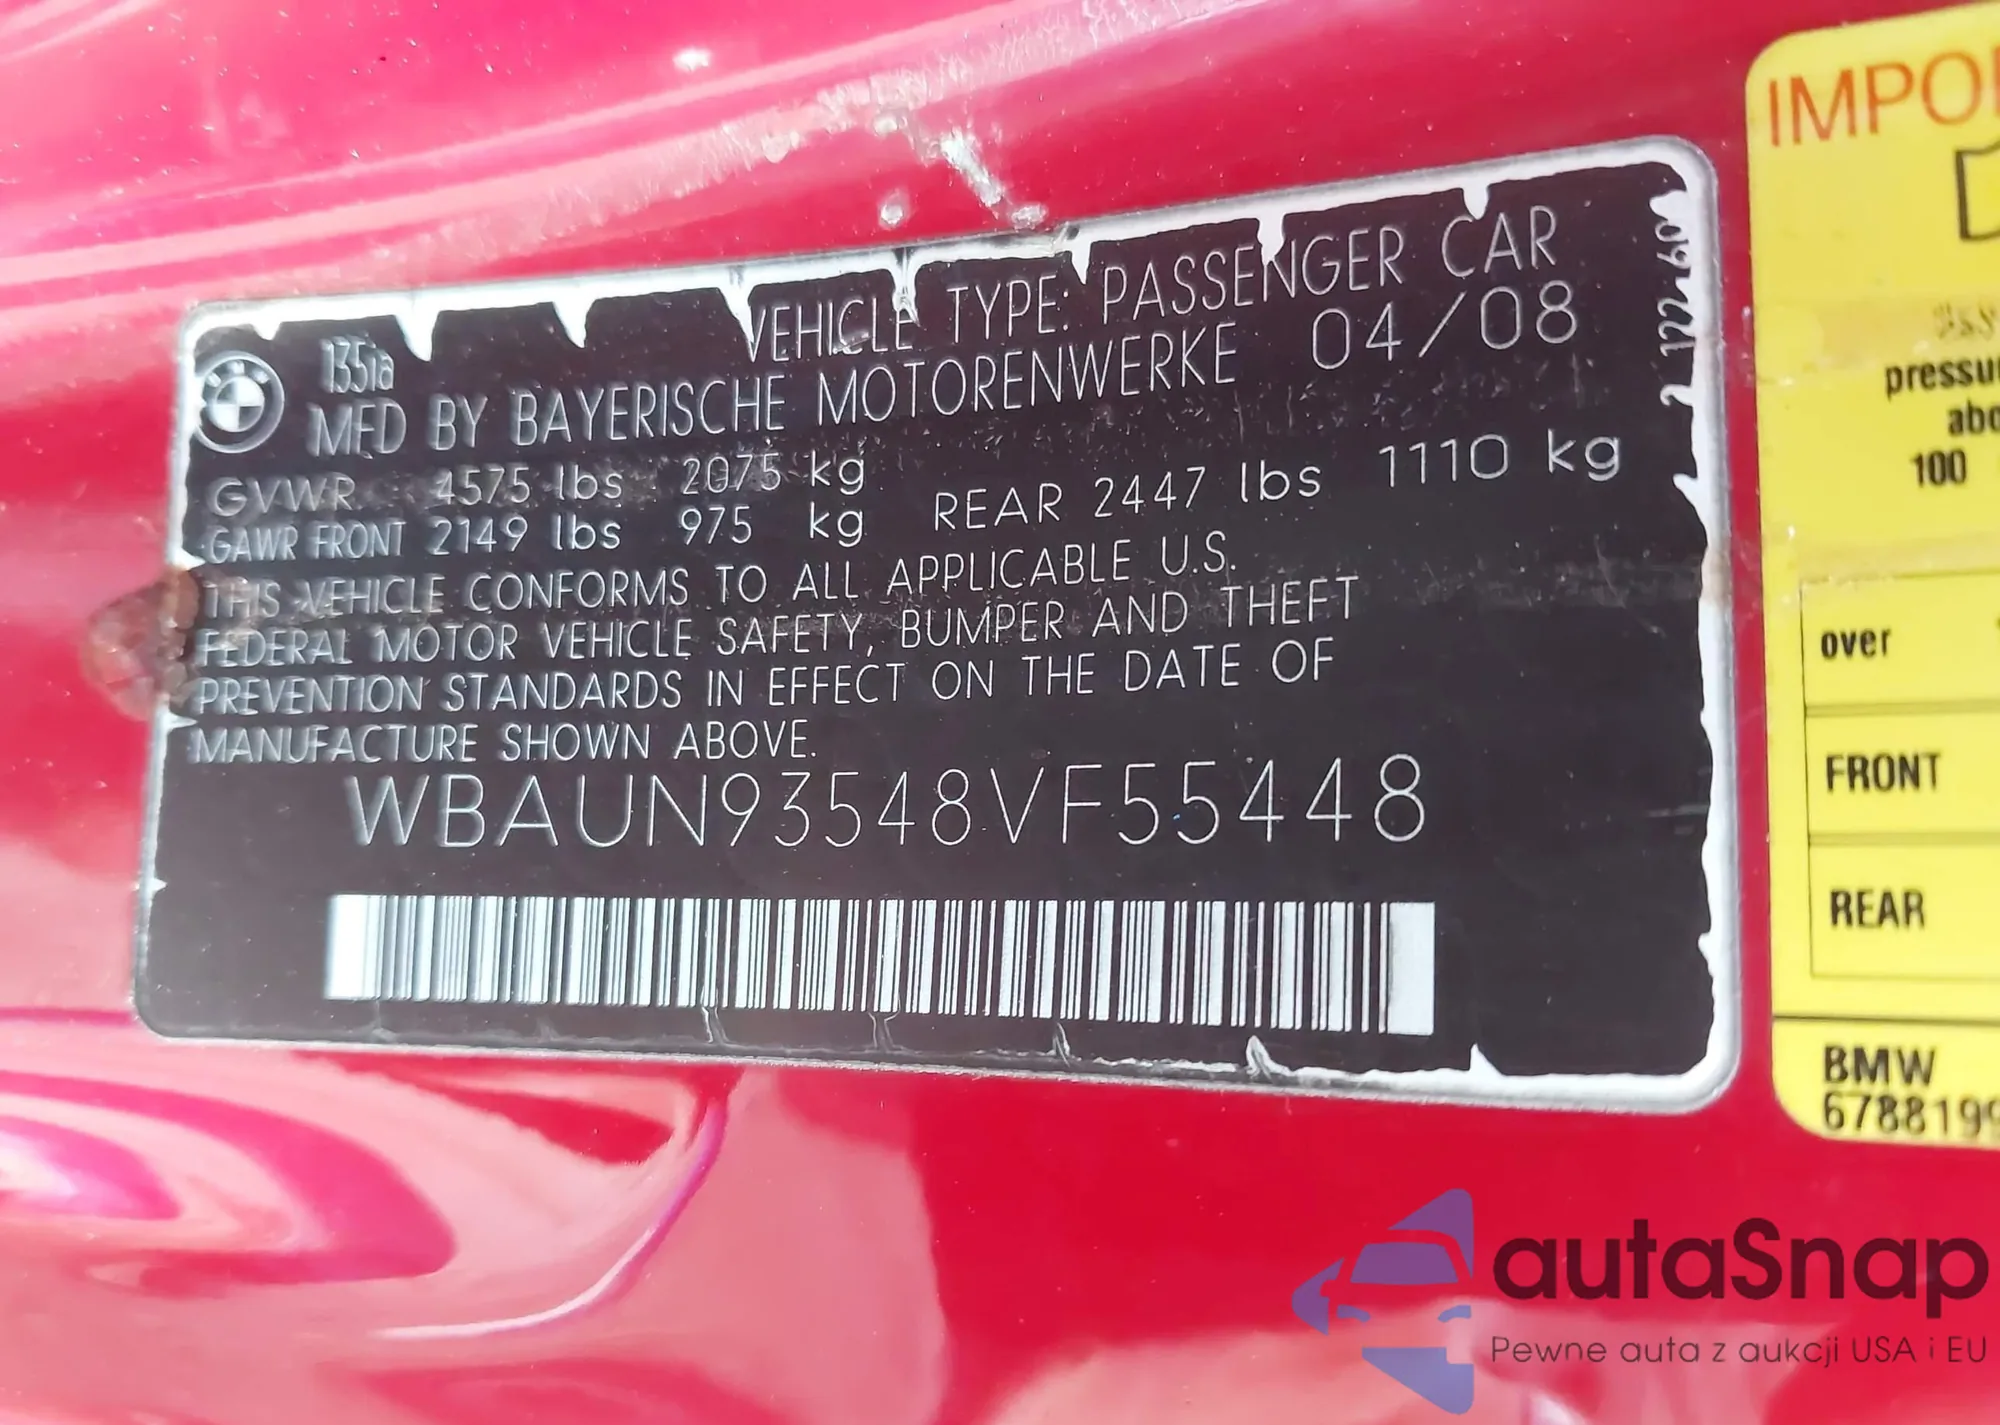 135ia
VEHICLE TYPE: PASSENGER CAR
MFD BY BAYERISCHE MOTORENWERKE 04/08
GVWR 4575 lbs 2075 kg
GAWR FRONT 2149 lbs 975 kg REAR 2447 lbs 1110 kg
THIS VEHICLE CONFORMS TO ALL APPLICABLE U.S.
FEDERAL MOTOR VEHICLE SAFETY, BUMPER AND THEFT
PREVENTION STANDARDS IN EFFECT ON THE DATE OF
MANUFACTURE SHOWN ABOVE.
WBAUN93548VF55448
IMPO
pressu
abo
100
over
FRONT
REAR
BMW
6788199
autaSnap
Pewne auta z aukcji USA i EU